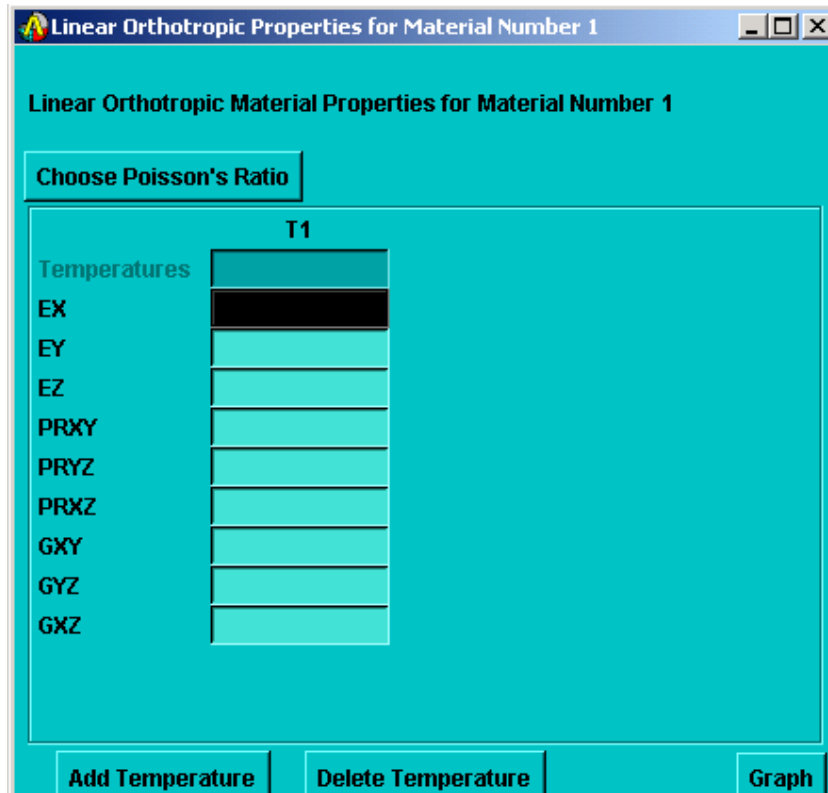 Linear Orthotropic Properties for Material Number 1
Linear Orthotropic Material Properties for Material Number 1
Choose Poisson's Ratio
T1
Temperatures
EX
EY
EZ
PRXY
PRYZ
PRXZ
GXY
GYZ
GXZ
Add Temperature Delete Temperature Graph